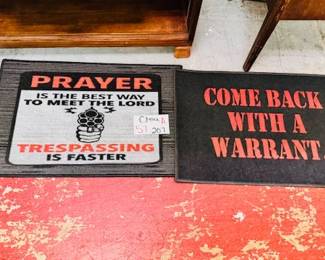 PRAYER
IS THE BEST WAY
TO MEET THE LORD
TRESPASSING
IS FASTER
COME BACK
WITH A
WARRANT